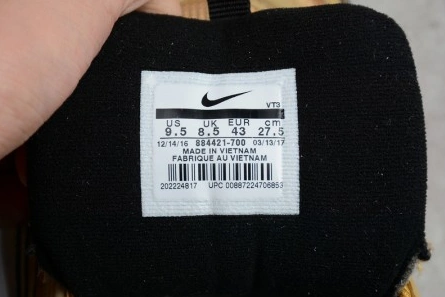 VT3
US UK EUR cm
9.5 8.5 43 27.5
12/14/16 884421-700 03/13/17
MADE IN VIETNAM
FABRIQUE AU VIETNAM
202224817 UPC 00887224706853